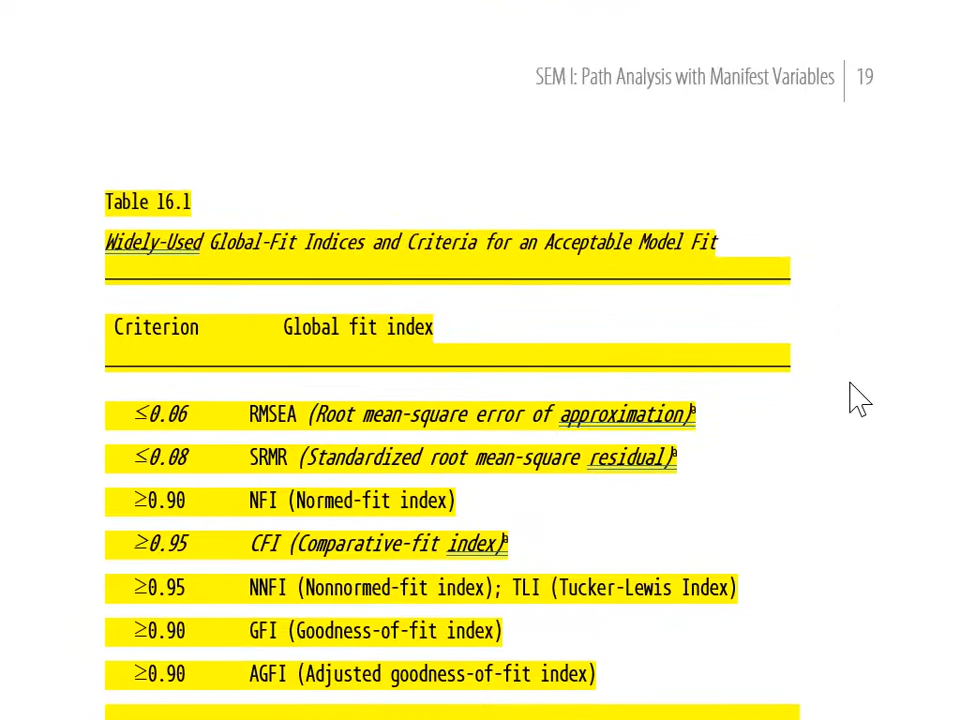 SEM I: Path Analysis with Manifest Variables 19
Table 16.1
Widely-Used Global-Fit Indices and Criteria for an Acceptable Model Fit
Criterion Global fit index
≤0.06 RMSEA (Root mean-square error of approximation)ª
≤0.08 SRMR (Standardized root mean-square residual)ª
≥0.90 NFI (Normed-fit index)
≥0.95 CFI (Comparative-fit index)ª
≥0.95 NNFI (Nonnormed-fit index); TLI (Tucker-Lewis Index)
≥0.90 GFI (Goodness-of-fit index)
≥0.90 AGFI (Adjusted goodness-of-fit index)